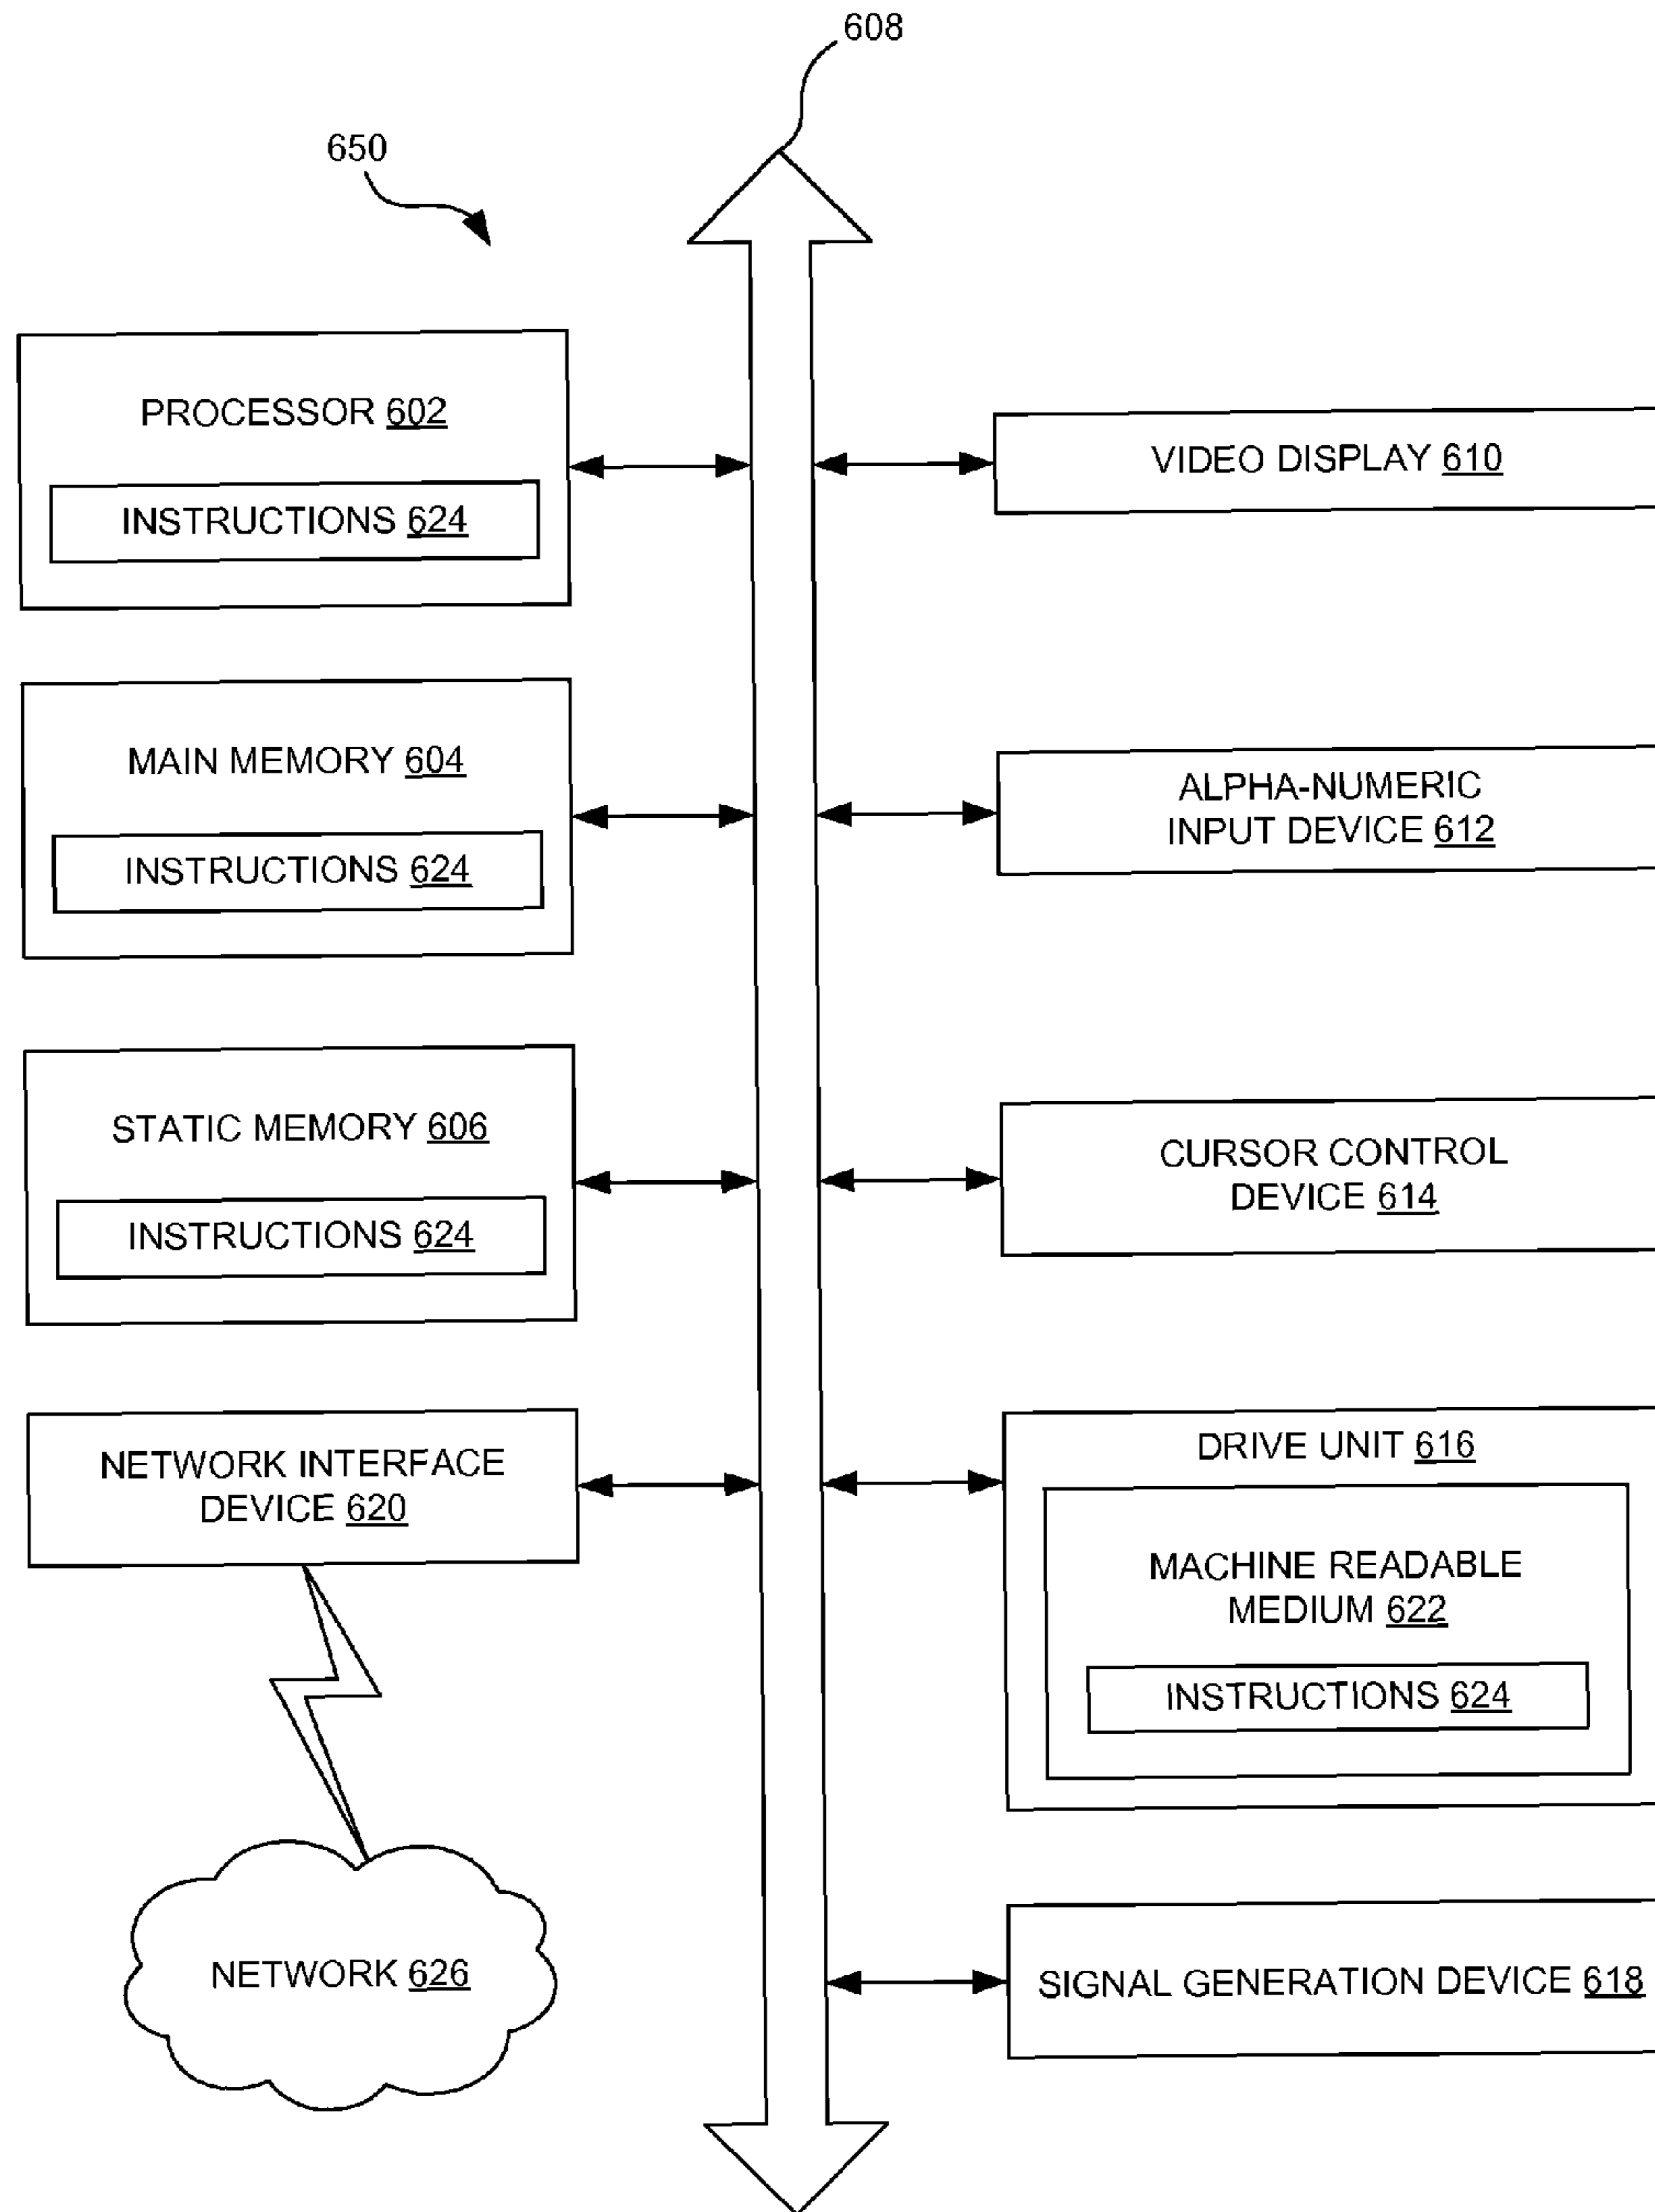 608
650
PROCESSOR 602
INSTRUCTIONS 624
VIDEO DISPLAY 610
MAIN MEMORY 604
INSTRUCTIONS 624
ALPHA-NUMERIC
INPUT DEVICE 612
STATIC MEMORY 606
INSTRUCTIONS 624
CURSOR CONTROL
DEVICE 614
NETWORK INTERFACE
DEVICE 620
DRIVE UNIT 616
MACHINE READABLE
MEDIUM 622
INSTRUCTIONS 624
NETWORK 626
SIGNAL GENERATION DEVICE 618